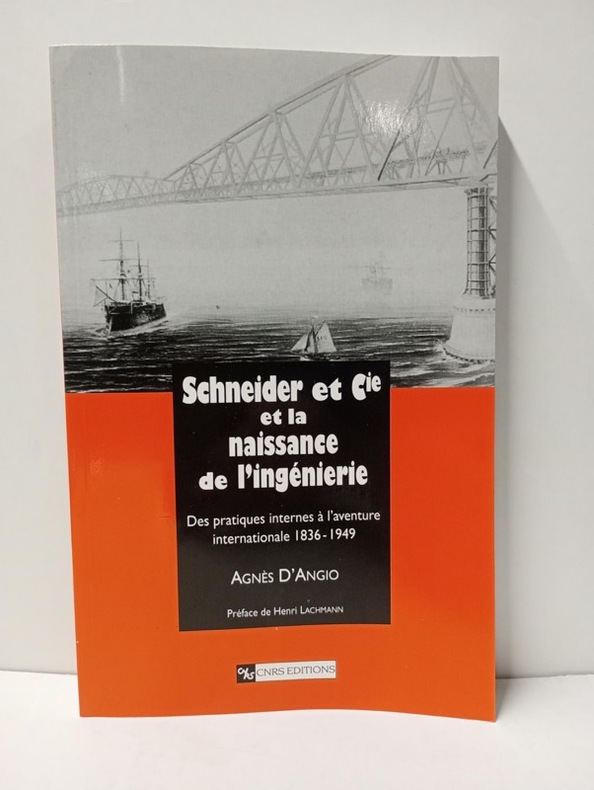 Schneider et Cie
et la
naissance
de l'ingénierie
Des pratiques internes à l'aventure
internationale 1836-1949
AGNÈS D'ANGIO
Préface de Henri LACHMANN
CNRS EDITIONS